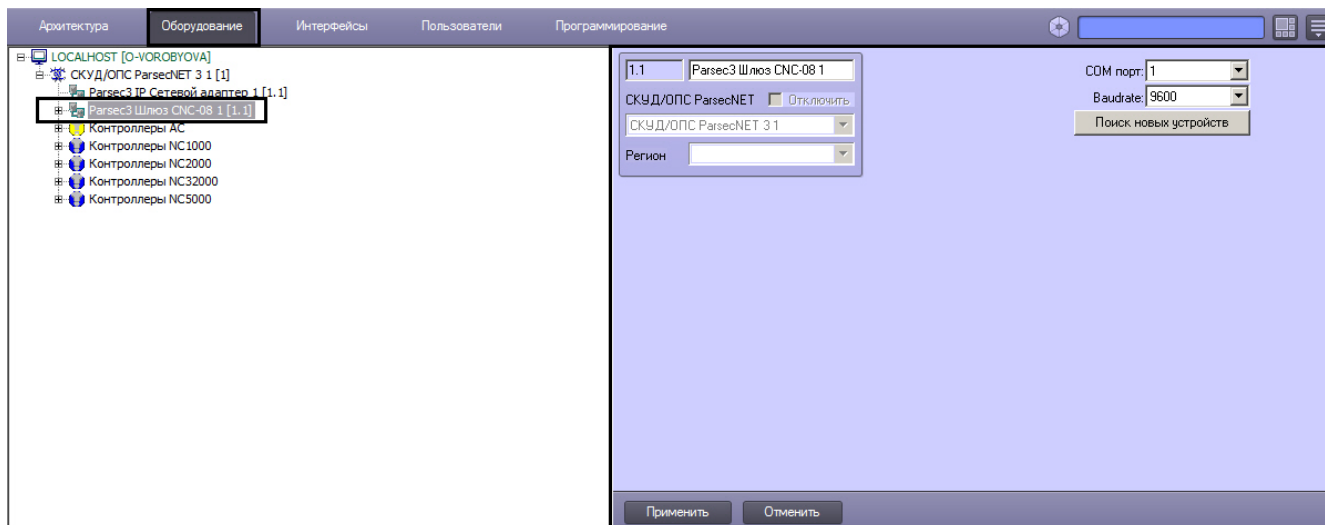 Архитектура Оборудование Интерфейсы Пользователи Программирование
LOCALHOST [O-VOROBYOVA]
СКУД/ОПС ParsecNET 3 1 [1]
Parsec3 IP Сетевой адаптер 1 [1.1]
Parsec3 Шлюз CNC-08 1 [1.1]
Контроллеры AC
Контроллеры NC1000
Контроллеры NC2000
Контроллеры NC32000
Контроллеры NC5000
1.1 Parsec3 Шлюз CNC-08 1
СКУД/ОПС ParsecNET Отключить
СКУД/ОПС ParsecNET 3 1
Регион
COM порт: 1
Baudrate: 9600
Поиск новых устройств
Применить Отменить